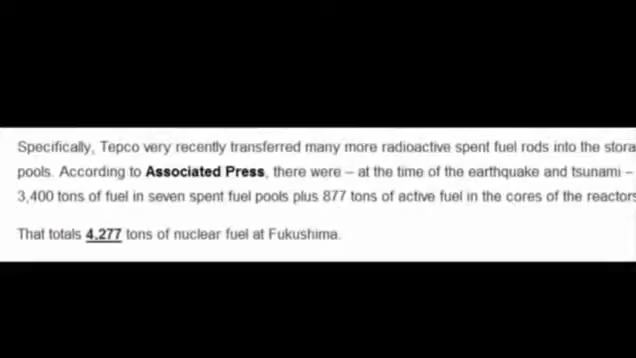 Specifically, Tepco very recently transferred many more radioactive spent fuel rods into the stora
pools. According to Associated Press, there were – at the time of the earthquake and tsunami –
3,400 tons of fuel in seven spent fuel pools plus 877 tons of active fuel in the cores of the reactors
That totals 4,277 tons of nuclear fuel at Fukushima.